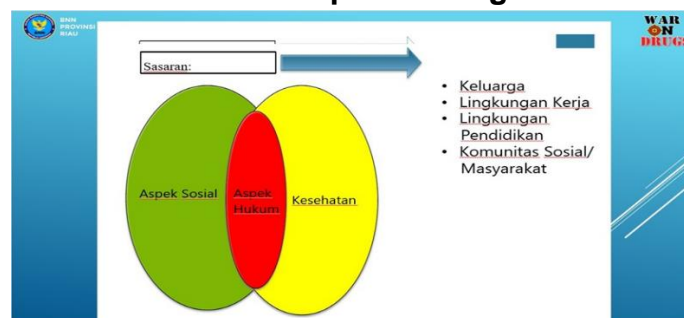 BNN
PROVINSI
RIAU
WAR
ON
DRUGS
Sasaran:
• Keluarga
• Lingkungan Kerja
• Lingkungan
Pendidikan
• Komunitas Sosial/
Masyarakat
Aspek Sosial
Aspek
Hukum
Kesehatan